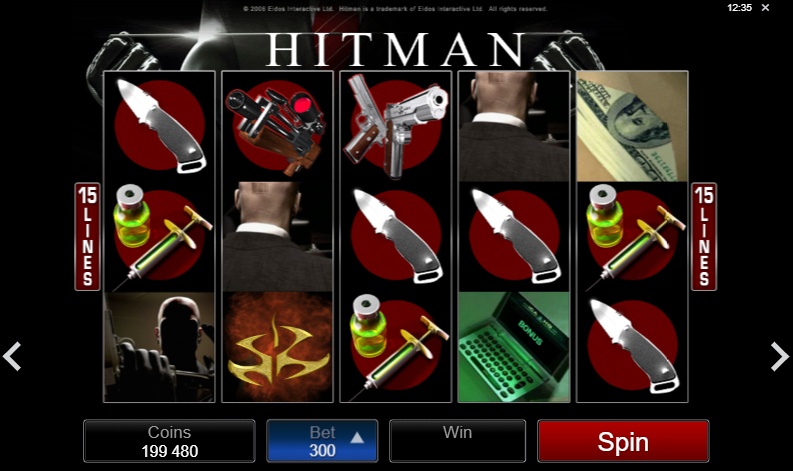 © 2006 Eidos Interactive Ltd. Hitman is a trademark of Eidos Interactive Ltd. All rights reserved.
12:35 ×
HITMAN
15 LINES
15 LINES
BONUS
Coins
199 480
Bet
300
Win
Spin